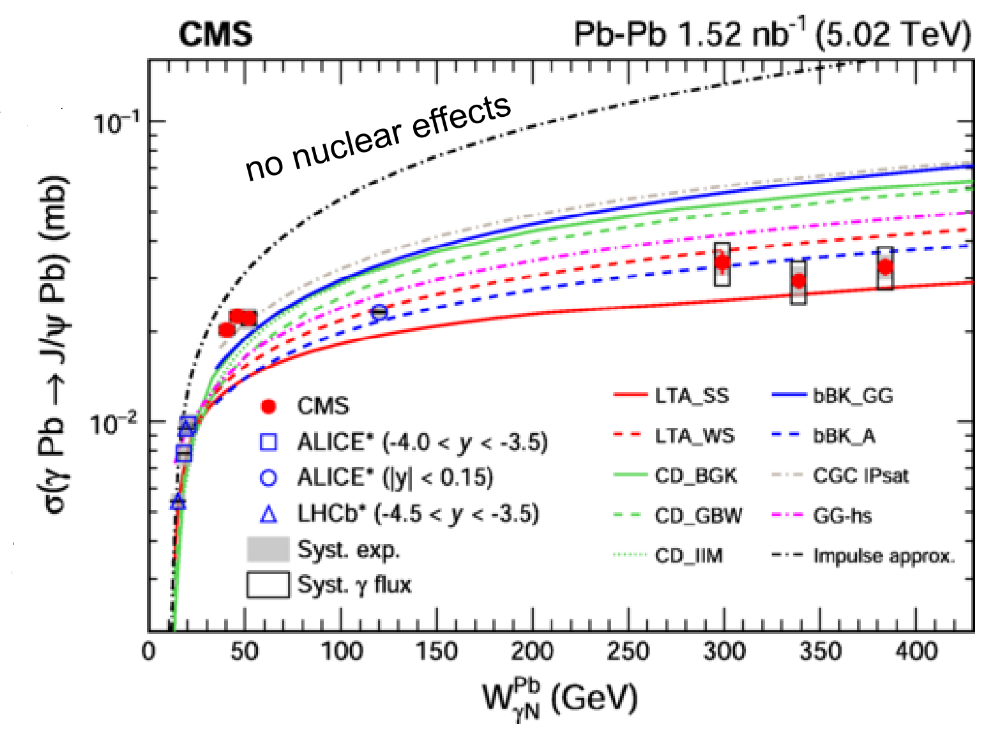 CMS Pb-Pb 1.52 nb⁻¹ (5.02 TeV)
no nuclear effects
10⁻¹
10⁻²
σ(γ Pb → J/ψ Pb) (mb)
CMS
ALICE* (-4.0 < y < -3.5)
ALICE* (|y| < 0.15)
LHCb* (-4.5 < y < -3.5)
Syst. exp.
Syst. γ flux
LTA_SS
LTA_WS
CD_BGK
CD_GBW
CD_IIM
bBK_GG
bBK_A
CGC IPsat
GG-hs
Impulse approx.
0 50 100 150 200 250 300 350 400
W^Pb_γN (GeV)